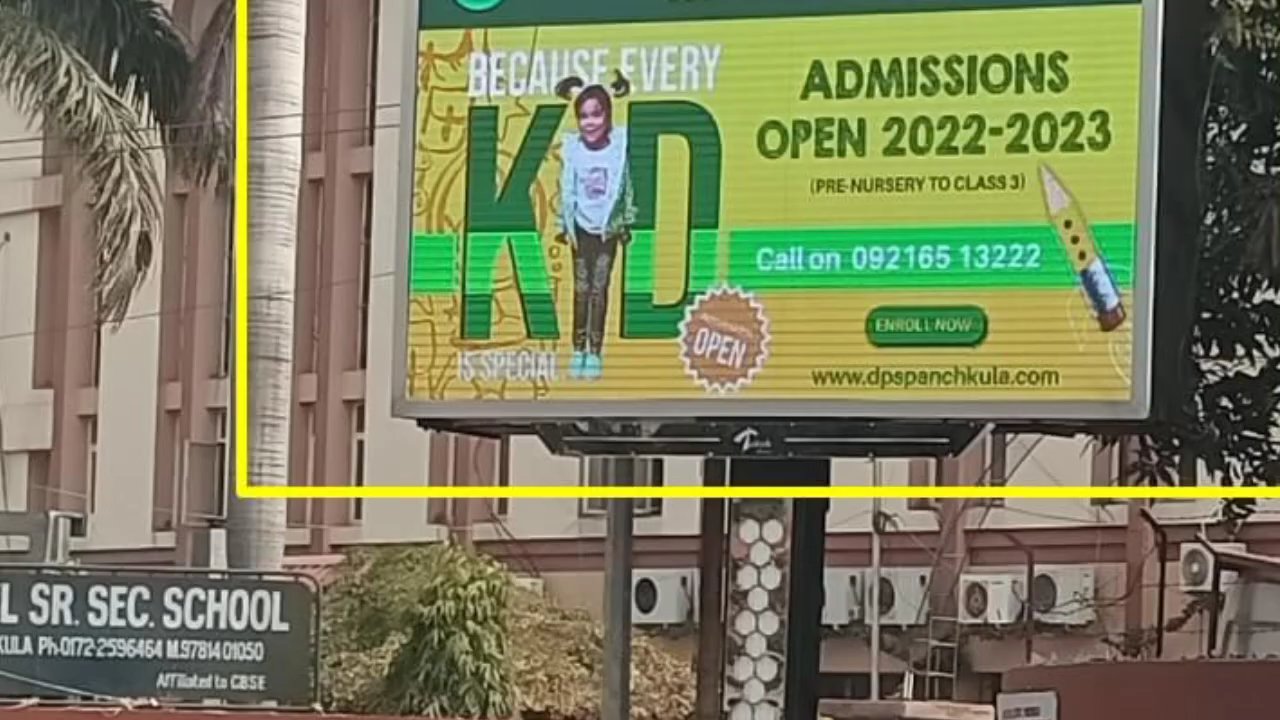 BECAUSE EVERY
K D
IS SPECIAL
OPEN
ADMISSIONS
OPEN 2022-2023
(PRE-NURSERY TO CLASS 3)
Call on 092165 13222
ENROLL NOW
www.dpspanchkula.com
L SR. SEC. SCHOOL
KULA Ph-0172-2596464 M.9781401050
Affiliated to CBSE